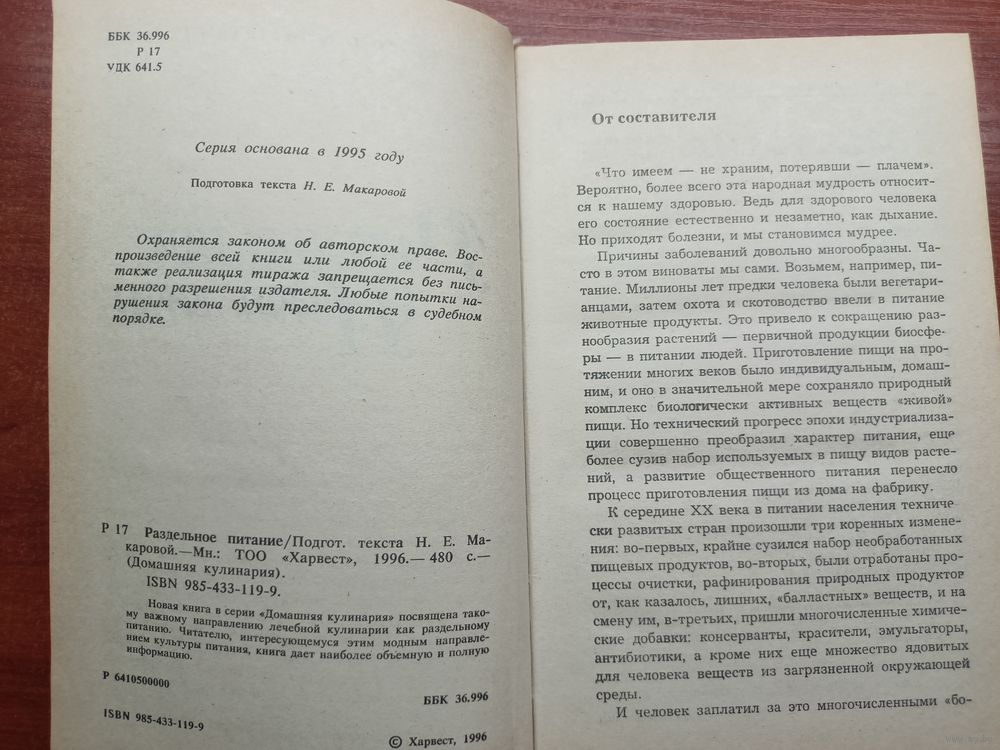 ББК 36.996
Р 17
УДК 641.5
Серия основана в 1995 году
Подготовка текста Н. Е. Макаровой
Охраняется законом об авторском праве. Вос-
произведение всей книги или любой ее части, а
также реализация тиража запрещается без пись-
менного разрешения издателя. Любые попытки на-
рушения закона будут преследоваться в судебном
порядке.
Р 17 Раздельное питание/Подгот. текста Н. Е. Ма-
каровой.—Мн.: ТОО «Харвест», 1996.— 480 с.—
(Домашняя кулинария).
ISBN 985-433-119-9.
Новая книга в серии «Домашняя кулинария» посвящена тако-
му важному направлению лечебной кулинарии как раздельному
питанию. Читателю, интересующемуся этим модным направле-
нием культуры питания, книга дает наиболее объемную и полную
информацию.
Р 6410500000
ББК 36.996
ISBN 985-433-119-9
© Харвест, 1996
От составителя
«Что имеем — не храним, потерявши — плачем».
Вероятно, более всего эта народная мудрость относит-
ся к нашему здоровью. Ведь для здорового человека
его состояние естественно и незаметно, как дыхание.
Но приходят болезни, и мы становимся мудрее.
Причины заболеваний довольно многообразны. Ча-
сто в этом виноваты мы сами. Возьмем, например, пи-
тание. Миллионы лет предки человека были вегетари-
анцами, затем охота и скотоводство ввели в питание
животные продукты. Это привело к сокращению раз-
нообразия растений — первичной продукции биосфе-
ры — в питании людей. Приготовление пищи на про-
тяжении многих веков было индивидуальным, домаш-
ним, и оно в значительной мере сохраняло природный
комплекс биологически активных веществ «живой»
пищи. Но технический прогресс эпохи индустриализа-
ции совершенно преобразил характер питания, еще
более сузив набор используемых в пищу видов расте-
ний, а развитие общественного питания перенесло
процесс приготовления пищи из дома на фабрику.
К середине XX века в питании населения техниче
ски развитых стран произошли три коренных измене-
ния: во-первых, крайне сузился набор необработанных
пищевых продуктов, во-вторых, были отработаны про-
цессы очистки, рафинирования природных продуктов
от, как казалось, лишних, «балластных» веществ, и на
смену им, в-третьих, пришли многочисленные химиче-
ские добавки: консерванты, красители, эмульгаторы,
антибиотики, а кроме них еще множество ядовитых
для человека веществ из загрязненной окружающей
среды.
И человек заплатил за это многочисленными «бо-